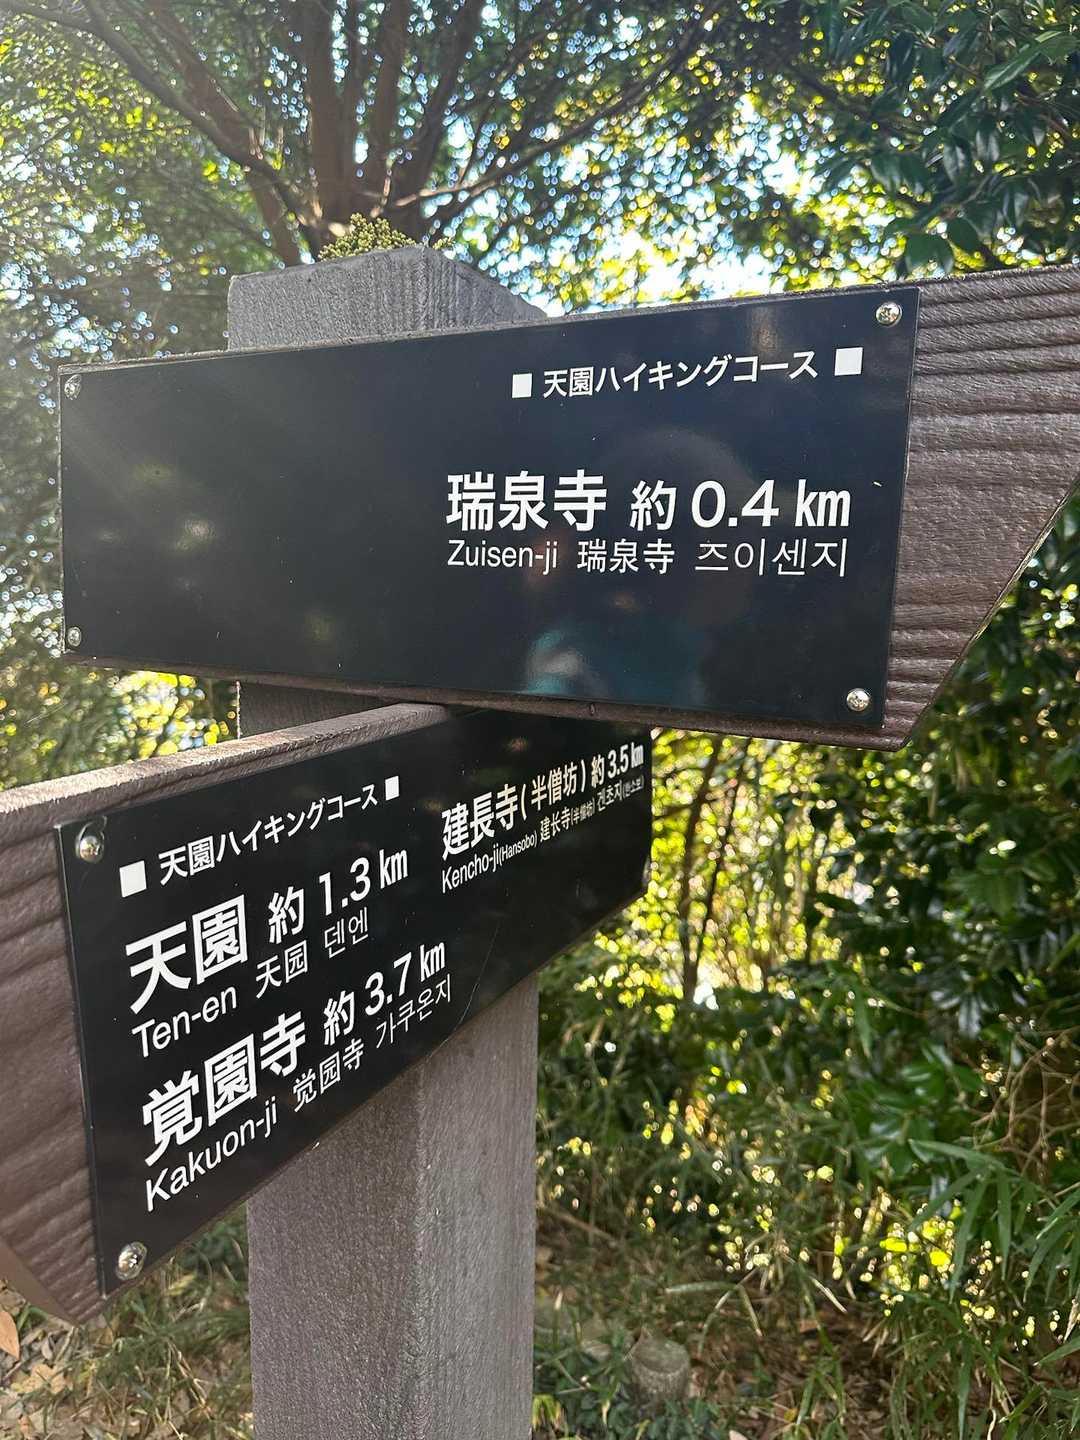 ■ 天園ハイキングコース ■
瑞泉寺 約 0.4 km
Zuisen-ji 瑞泉寺 즈이센지
■ 天園ハイキングコース ■
天園 約 1.3 km
Ten-en 天园 덴엔
覚園寺 約 3.7 km
Kakuon-ji 觉园寺 가쿠온지
建長寺(半僧坊) 約 3.5 km
Kencho-ji(Hansobo) 建长寺(半僧坊) 겐초지(한소보)